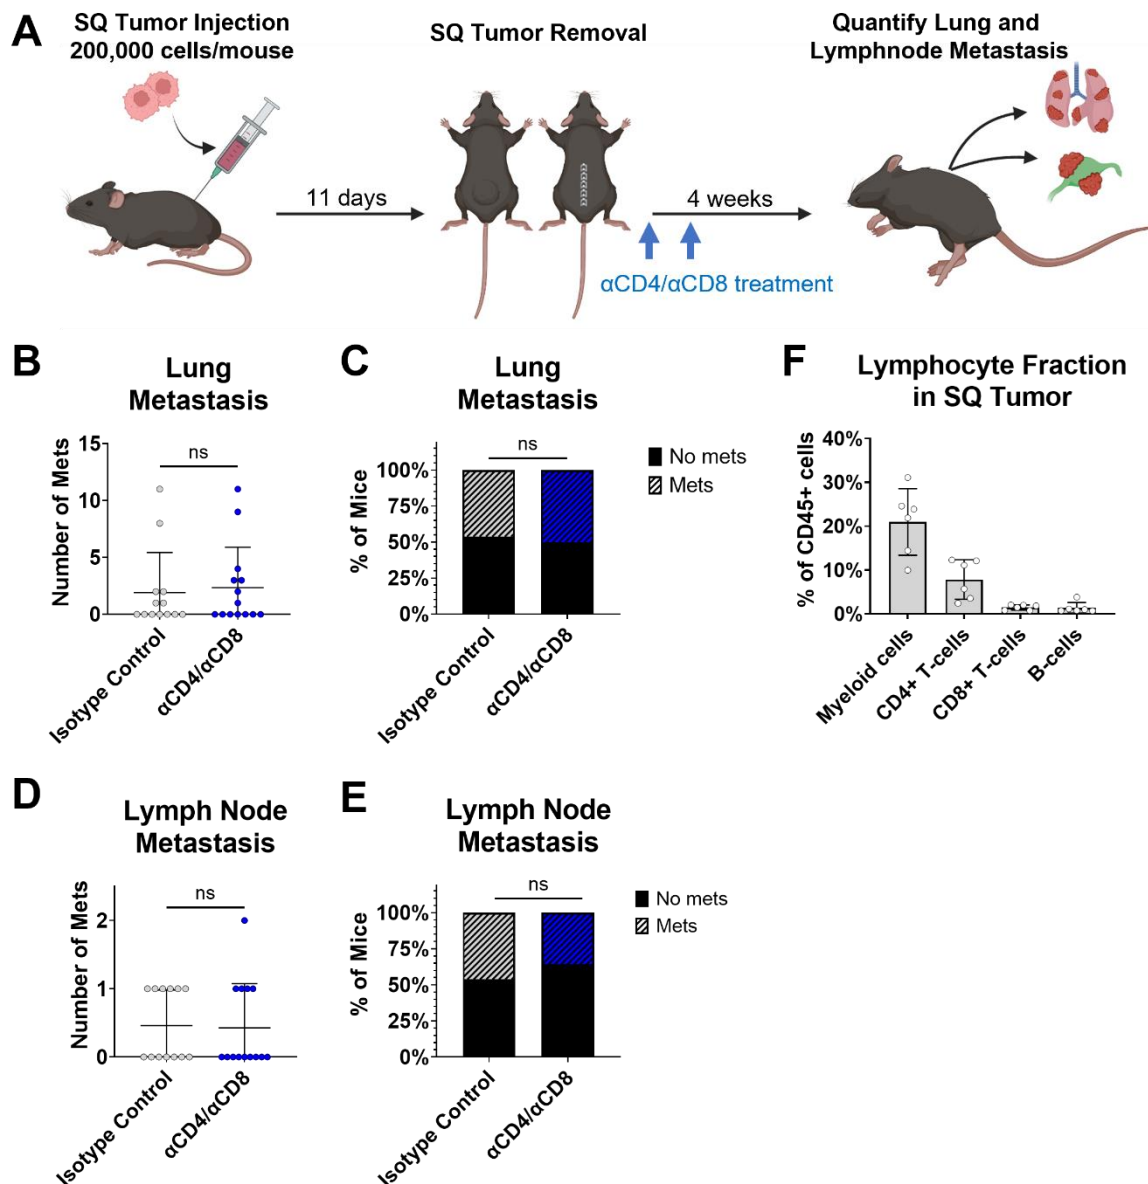 A
SQ Tumor Injection
200,000 cells/mouse
SQ Tumor Removal
Quantify Lung and
Lymphnode Metastasis
11 days
4 weeks
αCD4/αCD8 treatment
B
Lung
Metastasis
Number of Mets
15
10
5
0
ns
Isotype Control
αCD4/αCD8
C
Lung
Metastasis
% of Mice
100%
75%
50%
25%
0%
ns
No mets
Mets
Isotype Control
αCD4/αCD8
F
Lymphocyte Fraction
in SQ Tumor
% of CD45+ cells
40%
30%
20%
10%
0%
Myeloid cells
CD4+ T-cells
CD8+ T-cells
B-cells
D
Lymph Node
Metastasis
Number of Mets
2
1
0
ns
Isotype Control
αCD4/αCD8
E
Lymph Node
Metastasis
% of Mice
100%
75%
50%
25%
0%
ns
No mets
Mets
Isotype Control
αCD4/αCD8